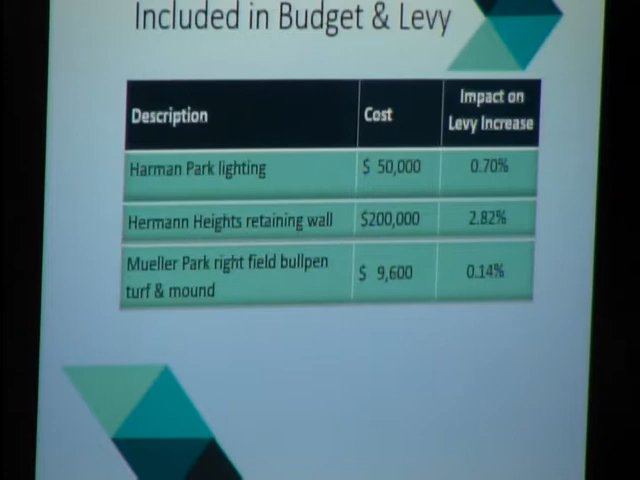 Included in Budget & Levy
Description Cost Impact on
Levy Increase
Harman Park lighting $ 50,000 0.70%
Hermann Heights retaining wall $200,000 2.82%
Mueller Park right field bullpen
turf & mound $ 9,600 0.14%